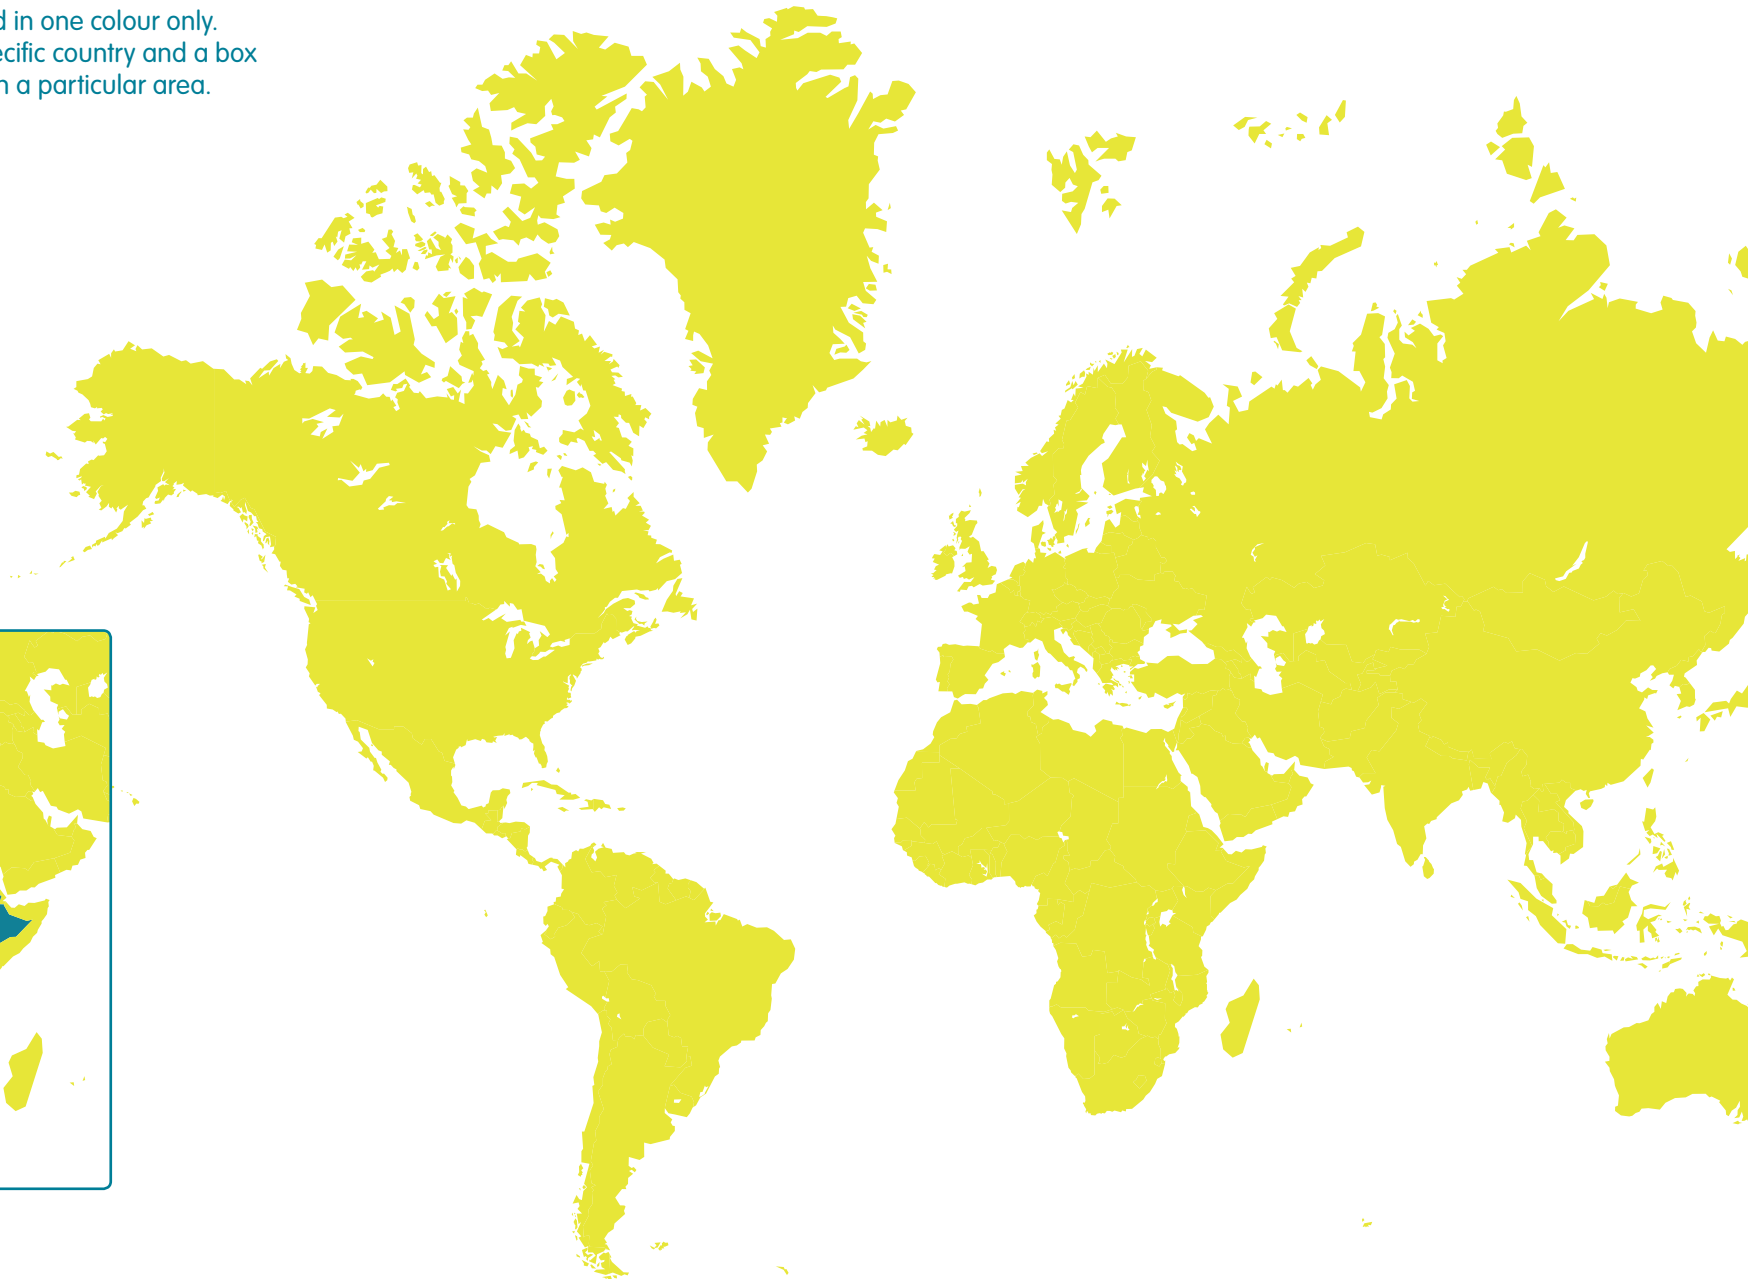 d in one colour only.
ecific country and a box
n a particular area.